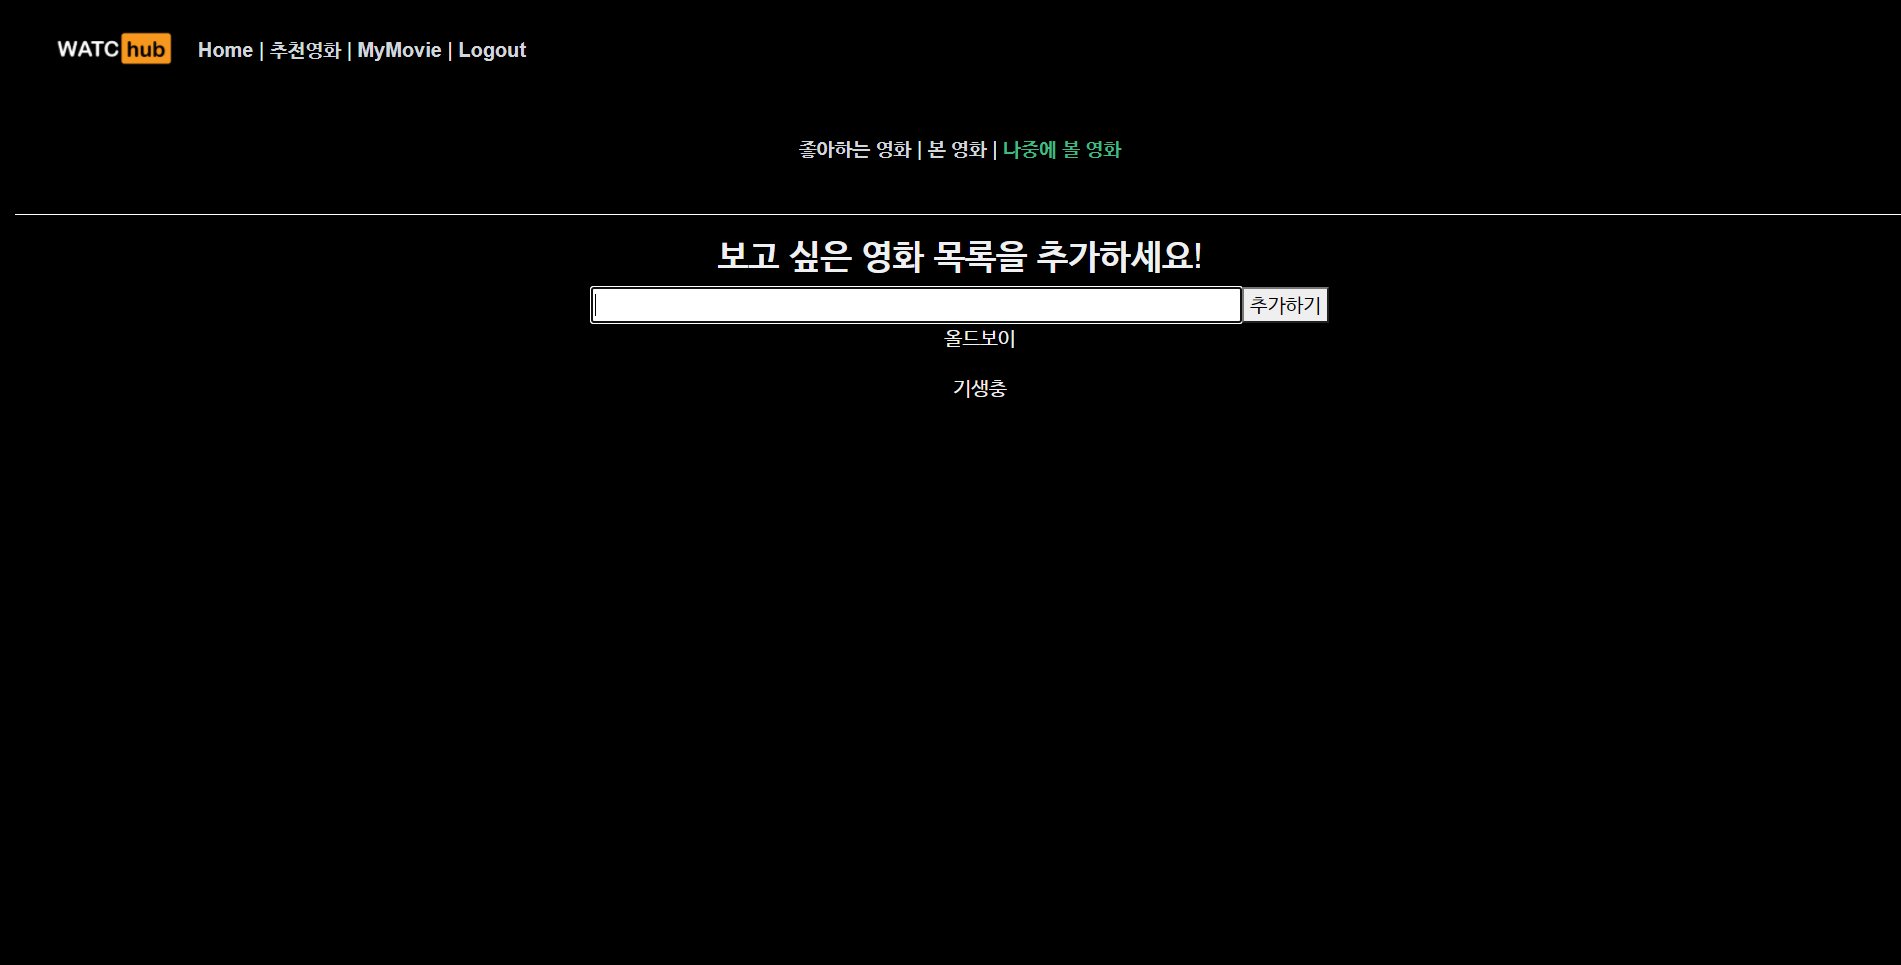 WATC hub Home | 추천영화 | MyMovie | Logout
좋아하는 영화 | 본 영화 | 나중에 볼 영화
보고 싶은 영화 목록을 추가하세요!
추가하기
올드보이
기생충